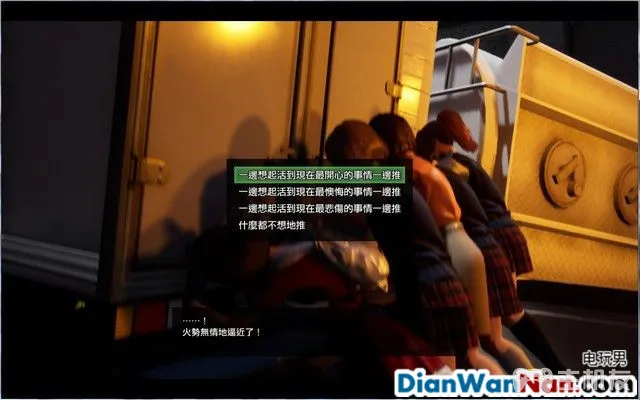 一邊想起活到現在最開心的事情一邊推
一邊想起活到現在最懊悔的事情一邊推
一邊想起活到現在最悲傷的事情一邊推
什麼都不想地推
……！
火勢無情地逼近了！
电玩男
DianWanNan.com